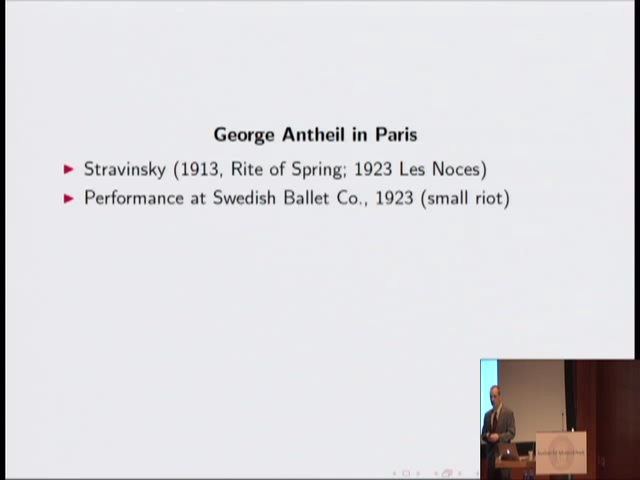 George Antheil in Paris
Stravinsky (1913, Rite of Spring; 1923 Les Noces)
Performance at Swedish Ballet Co., 1923 (small riot)